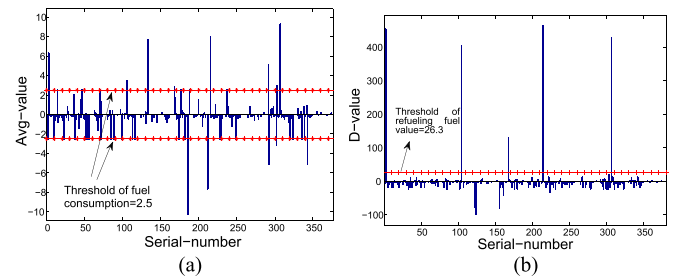 10
8
6
4
2
0
−2
−4
−6
−8
−10
Avg−value
Threshold of fuel
consumption=2.5
0 50 100 150 200 250 300 350
Serial−number
(a)
400
300
200
100
0
−100
D−value
Threshold of
refueling fuel
value=26.3
50 100 150 200 250 300 350
Serial−number
(b)